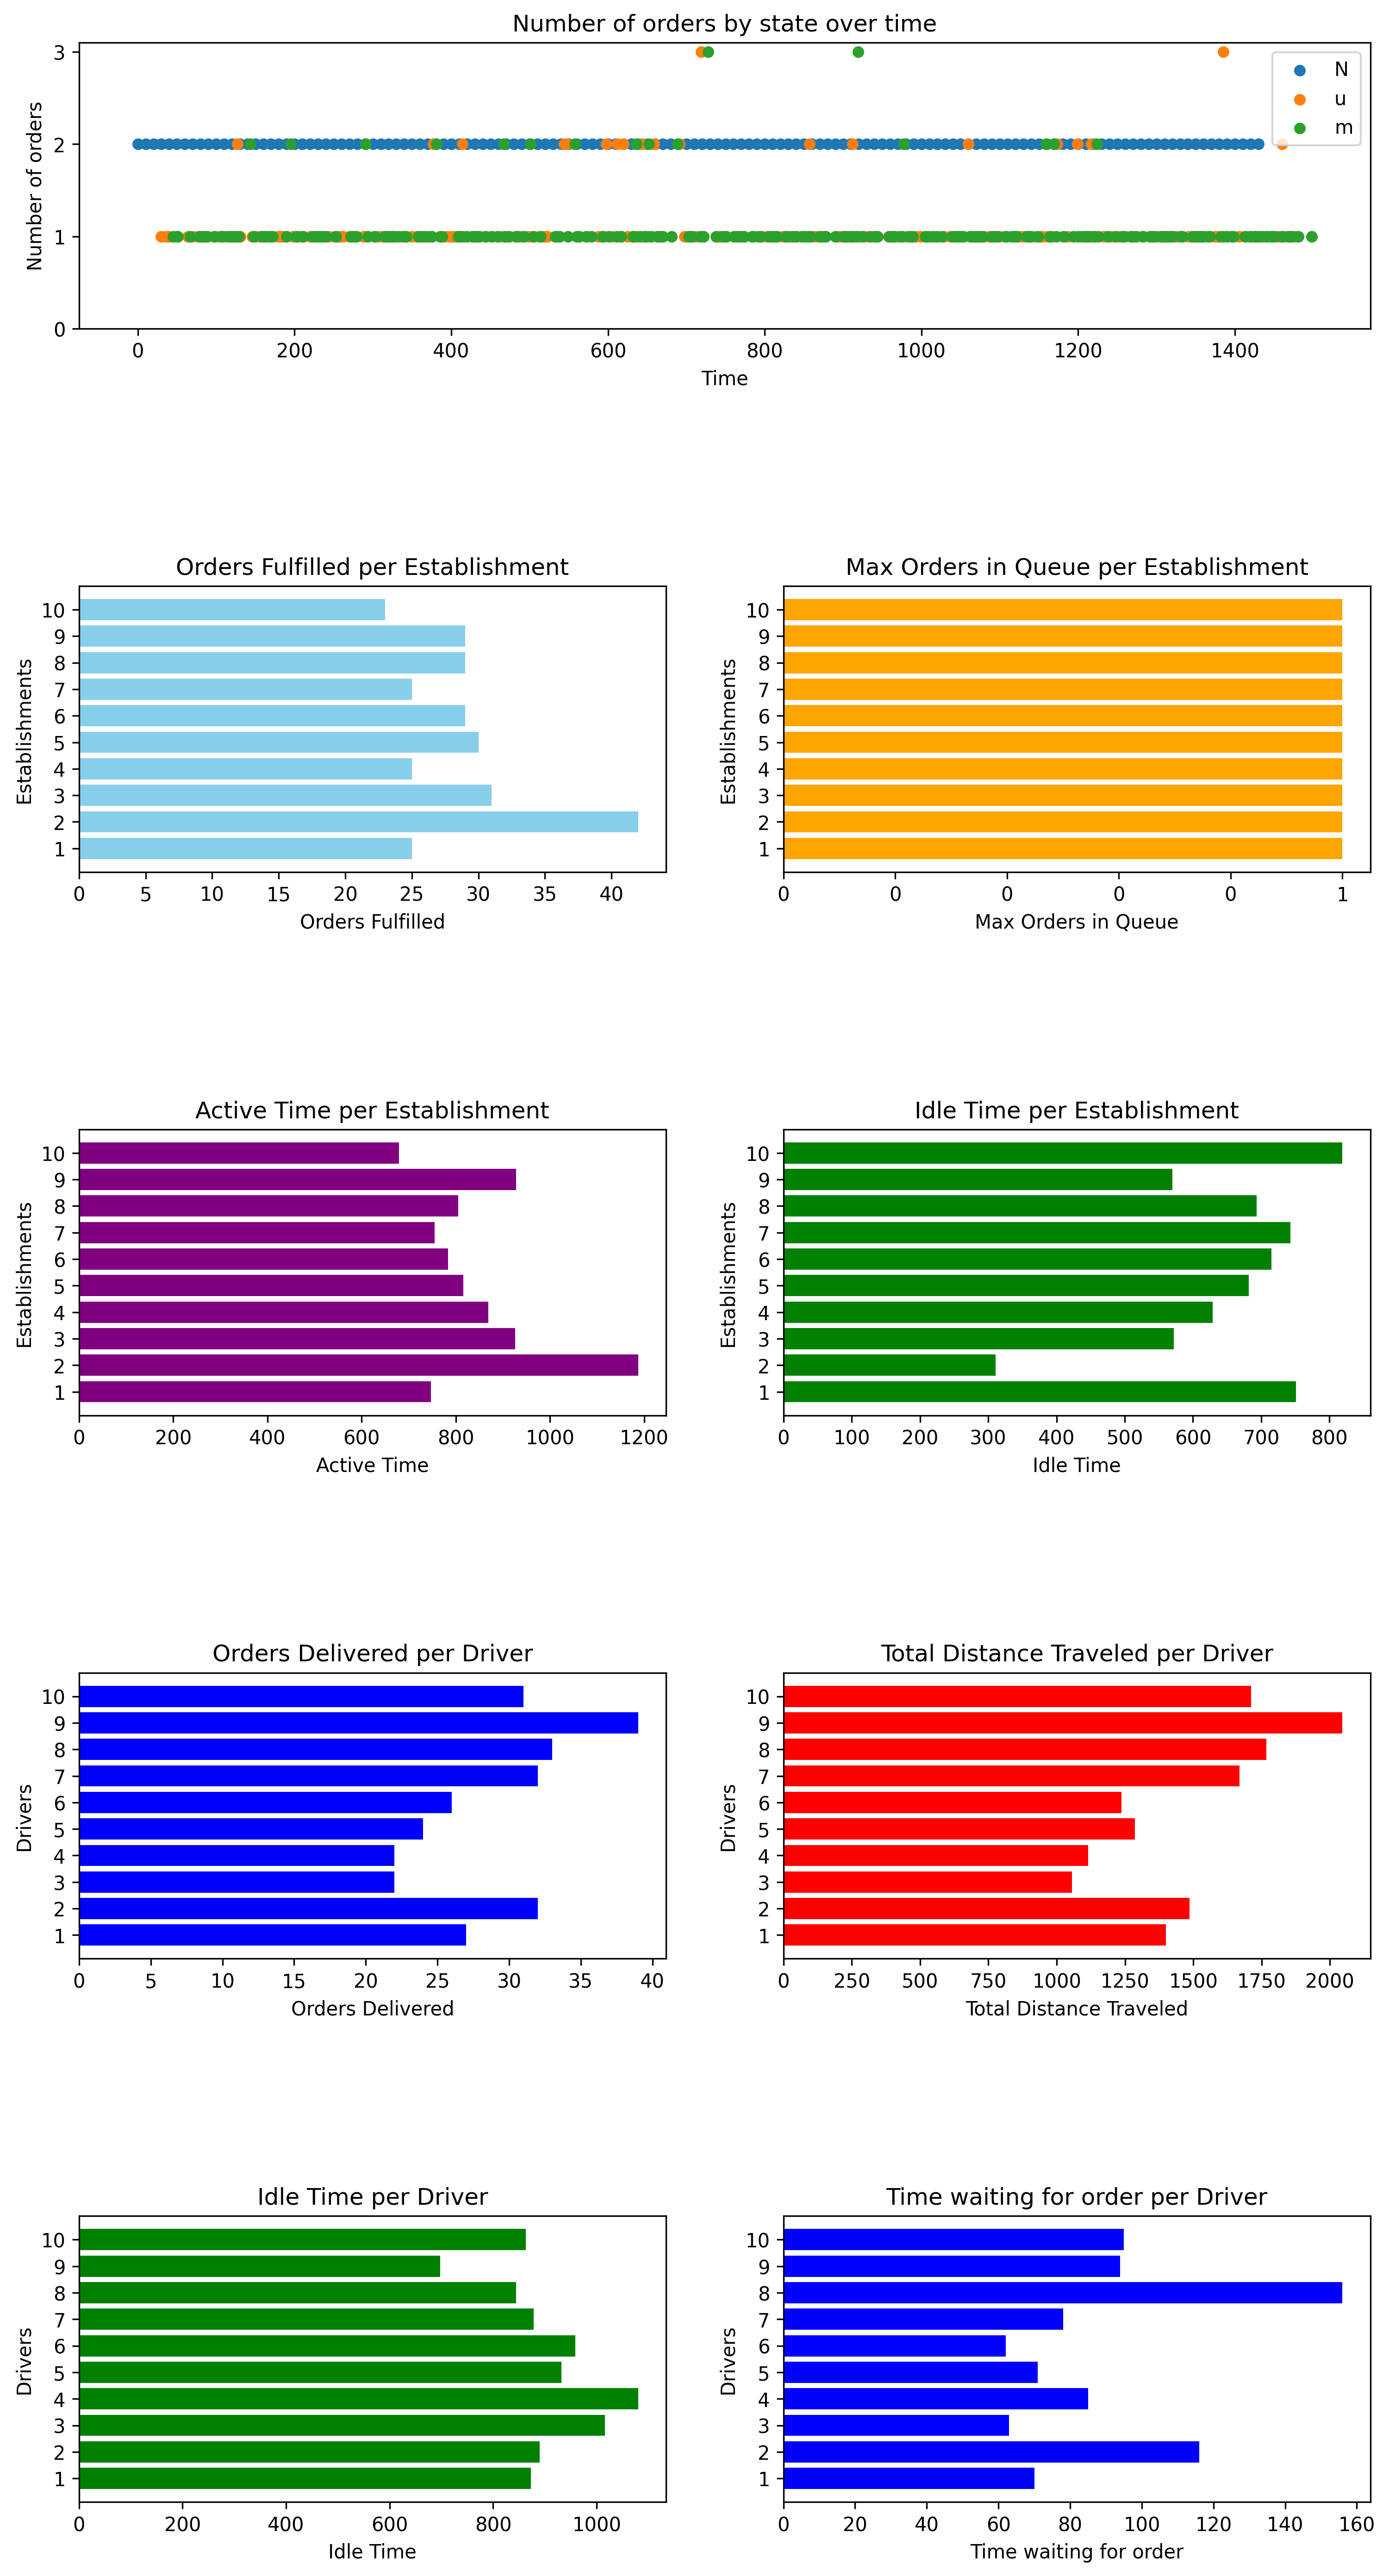 Number of orders by state over time
3
2
1
0
Number of orders
N
u
m
0 200 400 600 800 1000 1200 1400
Time
Orders Fulfilled per Establishment
10
9
8
7
6
5
4
3
2
1
Establishments
0 5 10 15 20 25 30 35 40
Orders Fulfilled
Max Orders in Queue per Establishment
10
9
8
7
6
5
4
3
2
1
Establishments
0 0 0 0 0 1
Max Orders in Queue
Active Time per Establishment
10
9
8
7
6
5
4
3
2
1
Establishments
0 200 400 600 800 1000 1200
Active Time
Idle Time per Establishment
10
9
8
7
6
5
4
3
2
1
Establishments
0 100 200 300 400 500 600 700 800
Idle Time
Orders Delivered per Driver
10
9
8
7
6
5
4
3
2
1
Drivers
0 5 10 15 20 25 30 35 40
Orders Delivered
Total Distance Traveled per Driver
10
9
8
7
6
5
4
3
2
1
Drivers
0 250 500 750 1000 1250 1500 1750 2000
Total Distance Traveled
Idle Time per Driver
10
9
8
7
6
5
4
3
2
1
Drivers
0 200 400 600 800 1000
Idle Time
Time waiting for order per Driver
10
9
8
7
6
5
4
3
2
1
Drivers
0 20 40 60 80 100 120 140 160
Time waiting for order